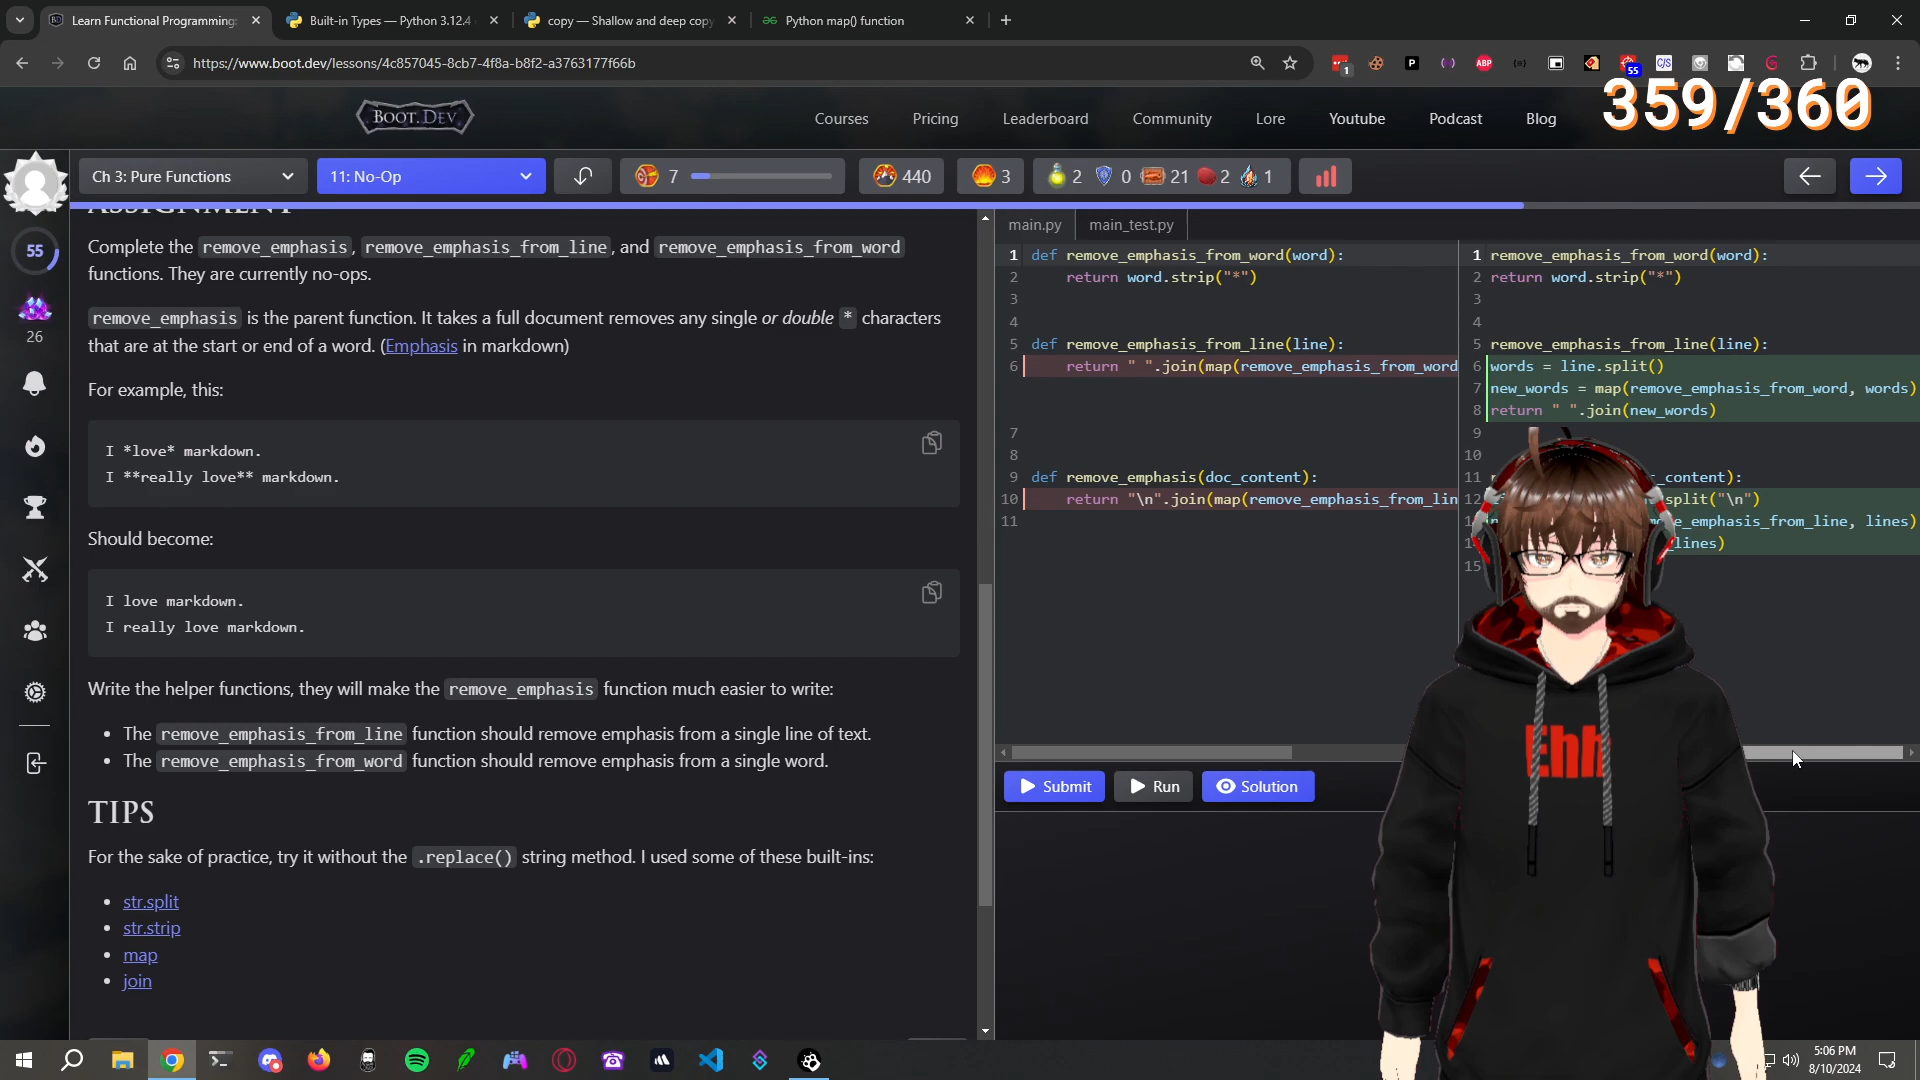 Learn Functional Programming:
Built-in Types — Python 3.12.4
copy — Shallow and deep copy
Python map() function
https://www.boot.dev/lessons/4c857045-8cb7-4f8a-b8f2-a3763177f66b
1
P
ABP
55
C/S
359/360
BOOT.DEV
Courses
Pricing
Leaderboard
Community
Lore
Youtube
Podcast
Blog
Ch 3: Pure Functions
11: No-Op
7
440
3
2
0
21
2
1
55
26
ASSIGNMENT
Complete the remove_emphasis, remove_emphasis_from_line, and remove_emphasis_from_word
functions. They are currently no-ops.
remove_emphasis is the parent function. It takes a full document removes any single or double * characters
that are at the start or end of a word. (Emphasis in markdown)
For example, this:
I *love* markdown.
I **really love** markdown.
Should become:
I love markdown.
I really love markdown.
Write the helper functions, they will make the remove_emphasis function much easier to write:
• The remove_emphasis_from_line function should remove emphasis from a single line of text.
• The remove_emphasis_from_word function should remove emphasis from a single word.
TIPS
For the sake of practice, try it without the .replace() string method. I used some of these built-ins:
• str.split
• str.strip
• map
• join
main.py
main_test.py
1 def remove_emphasis_from_word(word):
2 return word.strip("*")
3
4
5 def remove_emphasis_from_line(line):
6 return " ".join(map(remove_emphasis_from_word
7
8
9 def remove_emphasis(doc_content):
10 return "\n".join(map(remove_emphasis_from_lin
11
1 remove_emphasis_from_word(word):
2 return word.strip("*")
3
4
5 remove_emphasis_from_line(line):
6 words = line.split()
7 new_words = map(remove_emphasis_from_word, words)
8 return " ".join(new_words)
9
10
11 _content):
12 split("\n")
e_emphasis_from_line, lines)
lines)
15
Submit
Run
Solution
Ehh
5:06 PM
8/10/2024